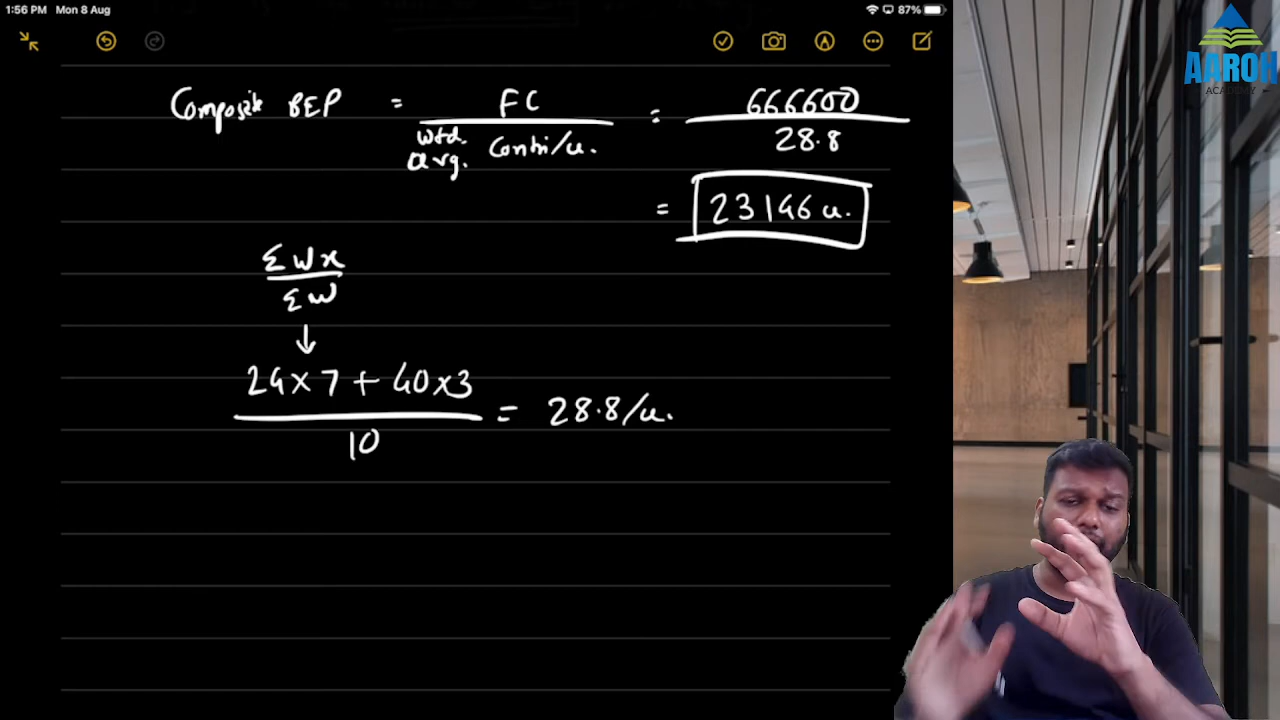 1:56 PM Mon 8 Aug
87%
AAROH
ACADEMY
Composite BEP = FC / wtd. avg. Contri/u. = 666600 / 28.8
= 23146 u.
Σwx / Σw
↓
24 × 7 + 40 × 3 / 10 = 28.8/u.